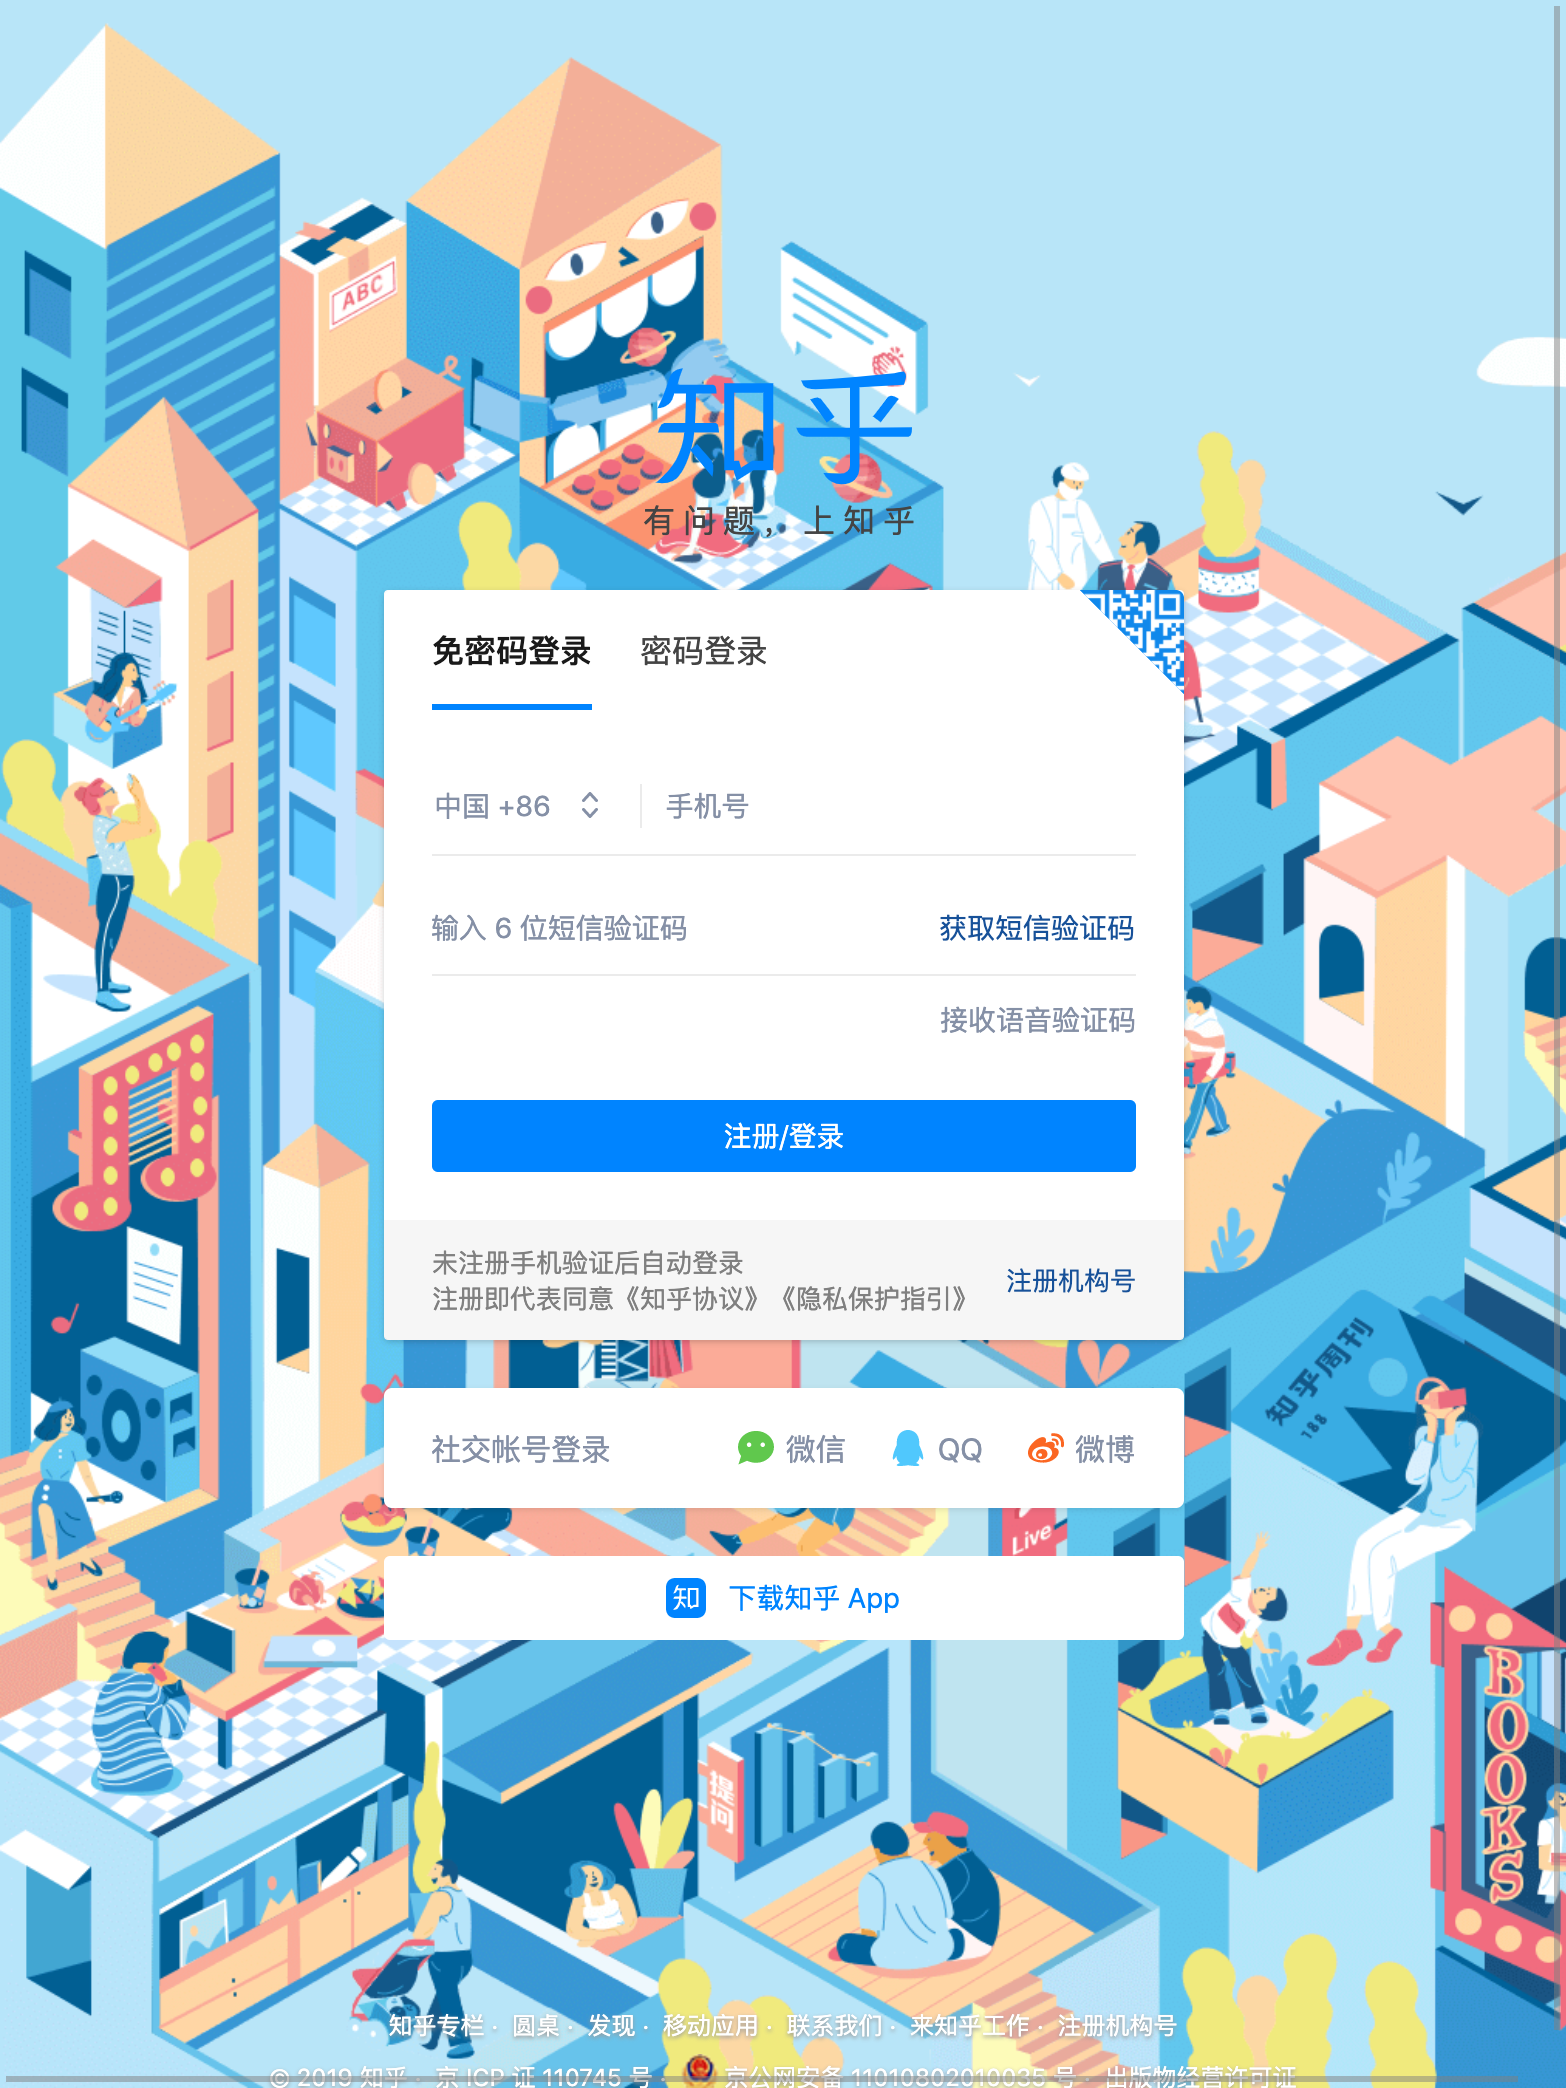 ABC
知乎
有问题，上知乎
免密码登录 密码登录
中国 +86 手机号
输入 6 位短信验证码 获取短信验证码
接收语音验证码
注册/登录
未注册手机验证后自动登录
注册即代表同意《知乎协议》《隐私保护指引》
注册机构号
知乎周刊
188
社交帐号登录 微信 QQ 微博
Live
知 下载知乎 App
BOOKS
提问
知乎专栏 · 圆桌 · 发现 · 移动应用 · 联系我们 · 来知乎工作 · 注册机构号
© 2019 知乎 · 京 ICP 证 110745 号 · 京公网安备 11010802010035 号 · 出版物经营许可证